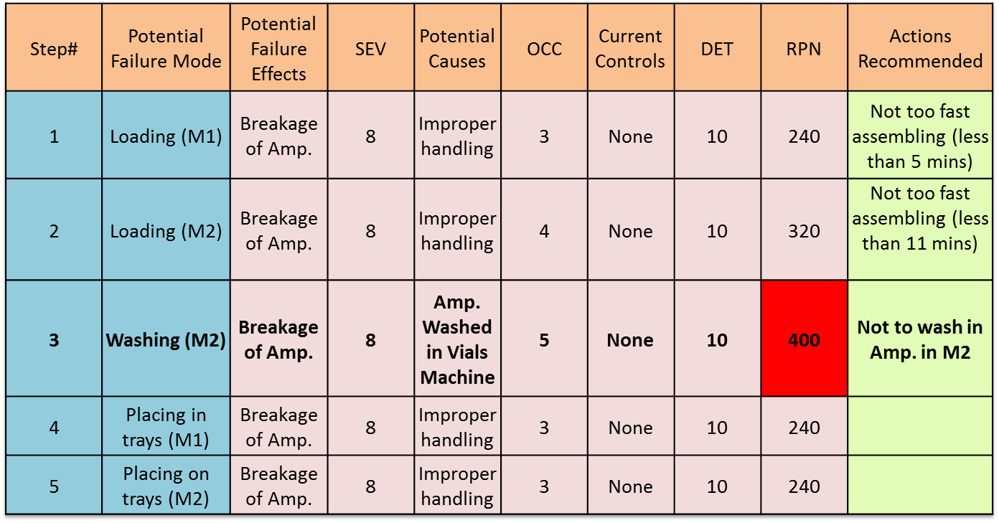 Step#
Potential
Failure Mode
Potential
Failure
Effects
SEV
Potential
Causes
OCC
Current
Controls
DET
RPN
Actions
Recommended
1
Loading (M1)
Breakage
of Amp.
8
Improper
handling
3
None
10
240
Not too fast
assembling (less
than 5 mins)
2
Loading (M2)
Breakage
of Amp.
8
Improper
handling
4
None
10
320
Not too fast
assembling (less
than 11 mins)
3
Washing (M2)
Breakage
of Amp.
8
Amp.
Washed
in Vials
Machine
5
None
10
400
Not to wash in
Amp. in M2
4
Placing in
trays (M1)
Breakage
of Amp.
8
Improper
handling
3
None
10
240
5
Placing on
trays (M2)
Breakage
of Amp.
8
Improper
handling
3
None
10
240